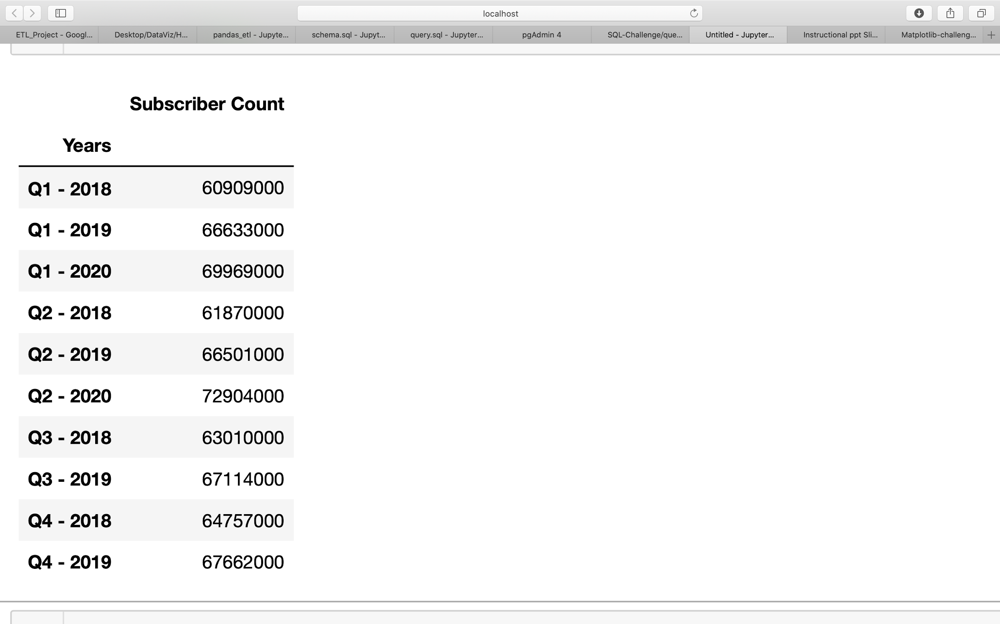 localhost
ETL_Project - Googl... Desktop/DataViz/H... pandas_etl - Jupyte... schema.sql - Jupyt... query.sql - Jupyter... pgAdmin 4 SQL-Challenge/que... Untitled - Jupyter... Instructional ppt Sli... Matplotlib-challeng...
Subscriber Count
Years
Q1 - 2018 60909000
Q1 - 2019 66633000
Q1 - 2020 69969000
Q2 - 2018 61870000
Q2 - 2019 66501000
Q2 - 2020 72904000
Q3 - 2018 63010000
Q3 - 2019 67114000
Q4 - 2018 64757000
Q4 - 2019 67662000